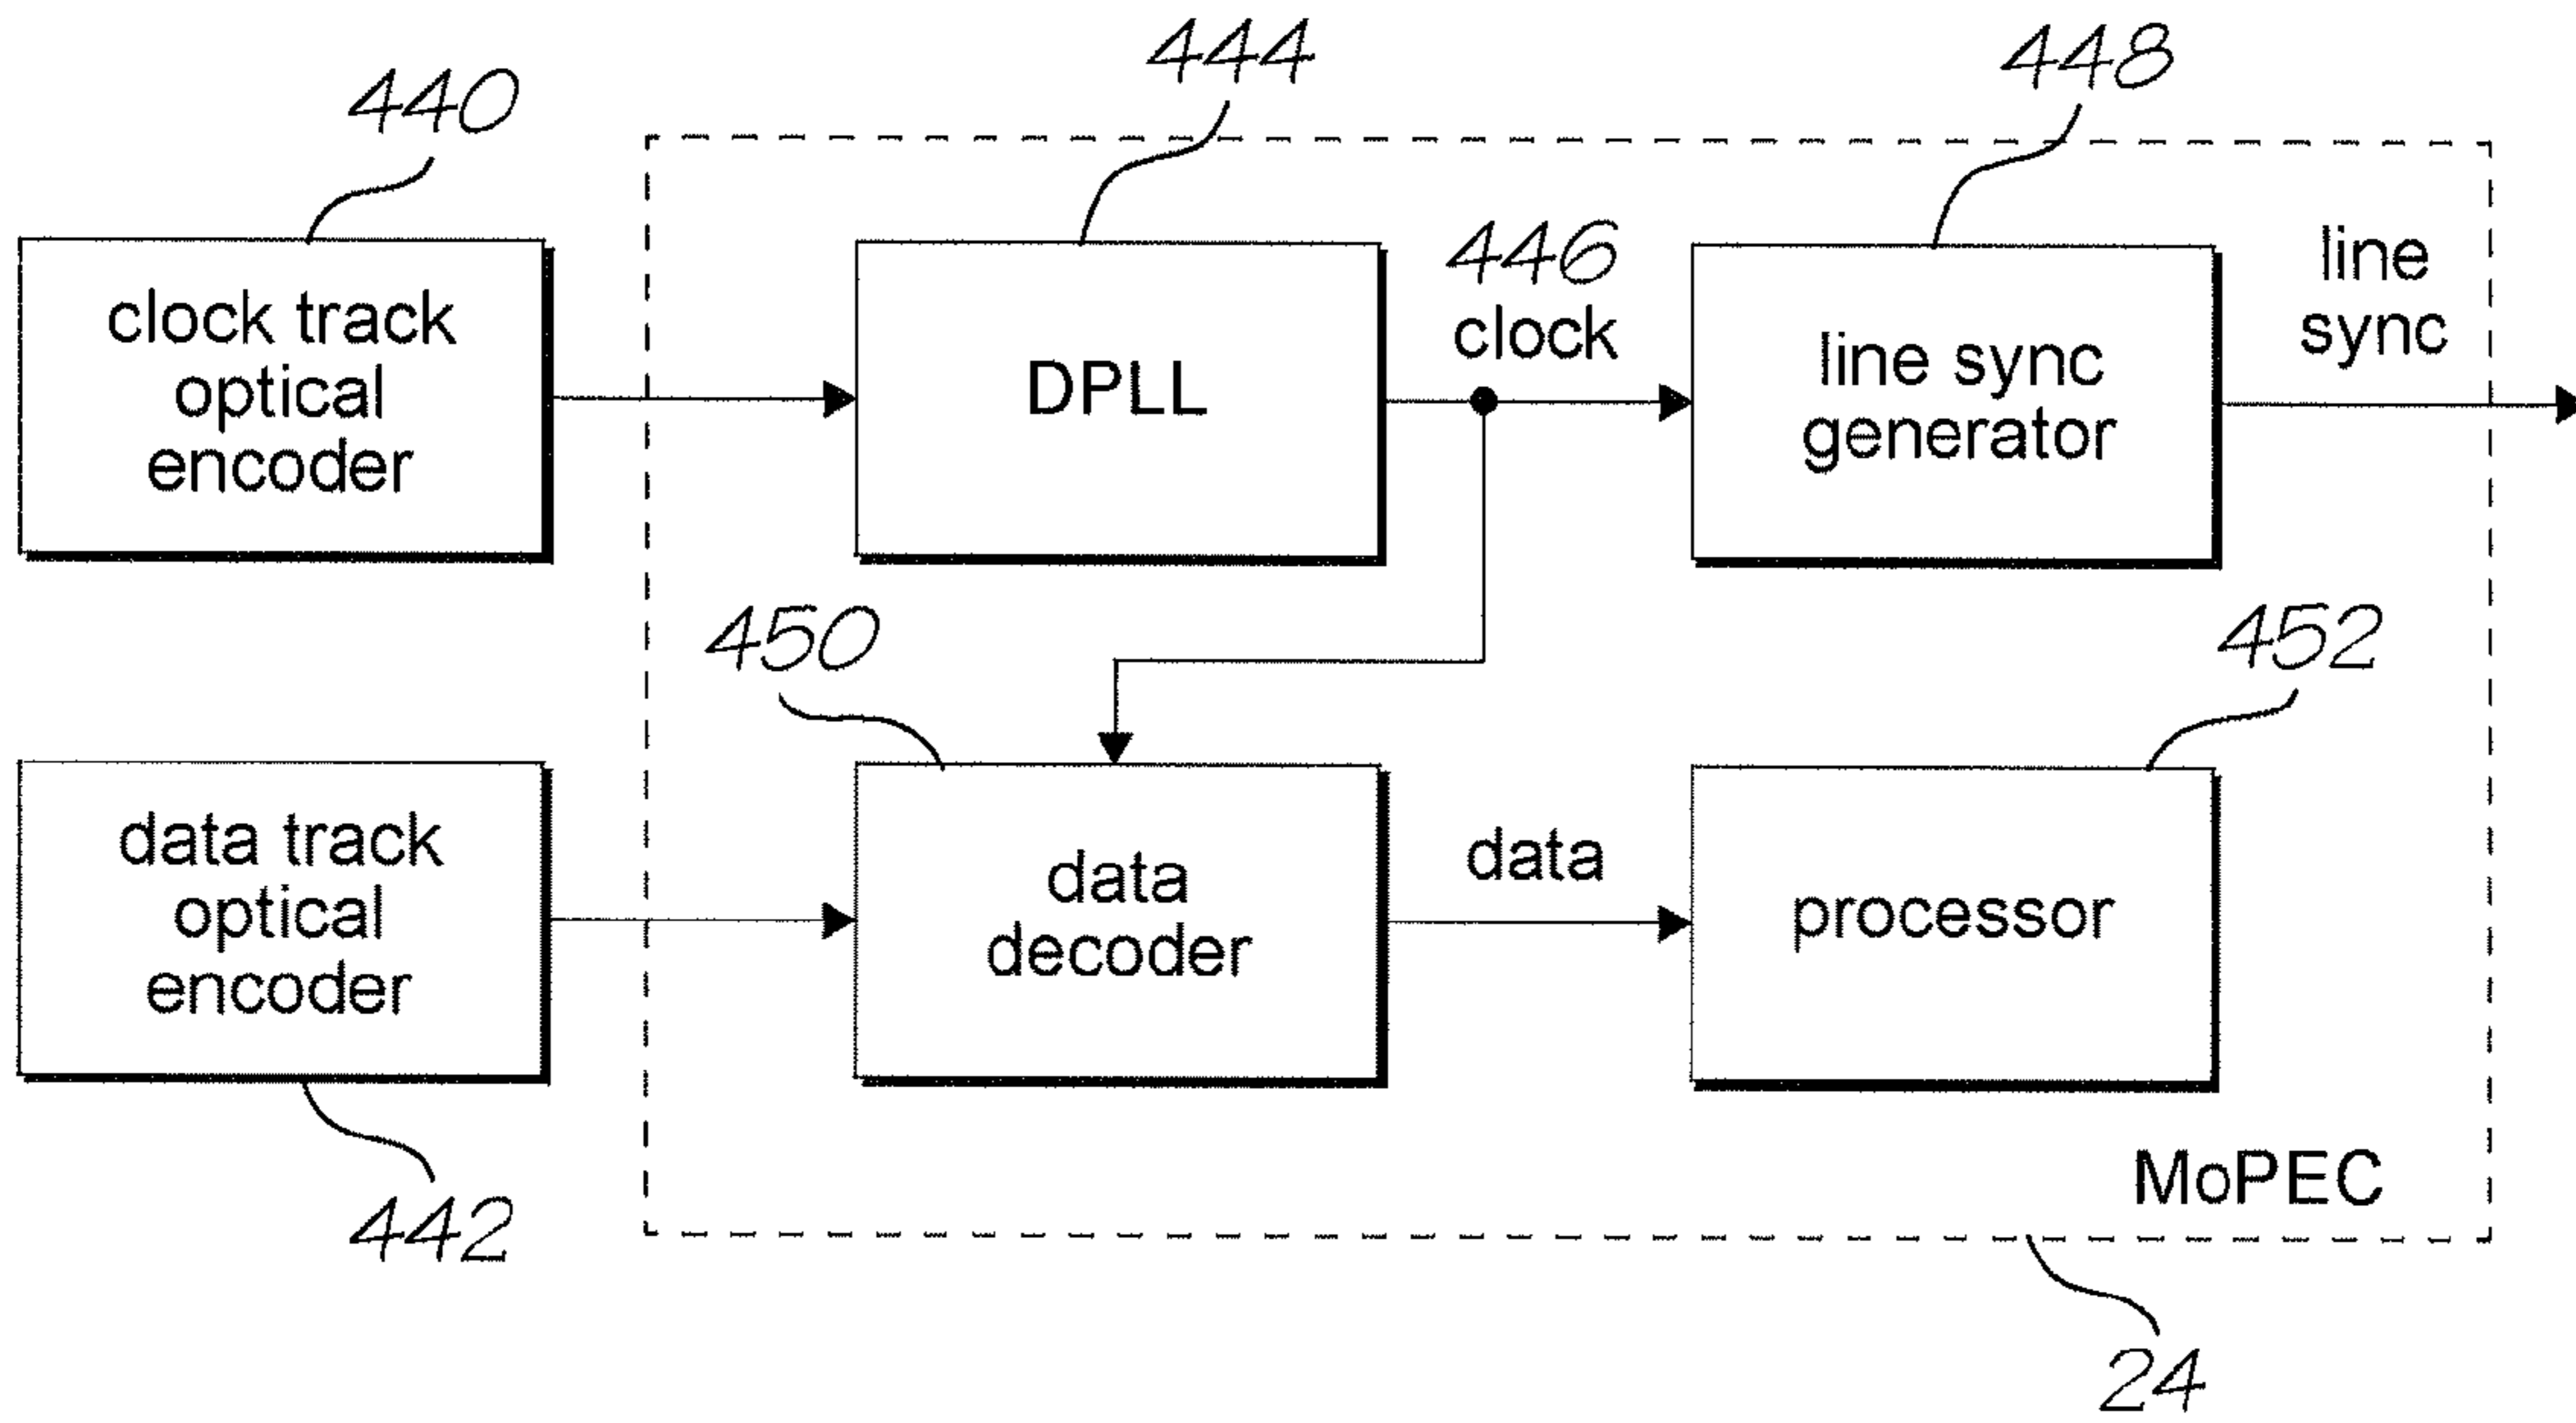 444
448
440
446
clock
line
sync
clock track
optical
encoder
DPLL
line sync
generator
450
452
data track
optical
encoder
data
decoder
data
processor
MoPEC
442
24